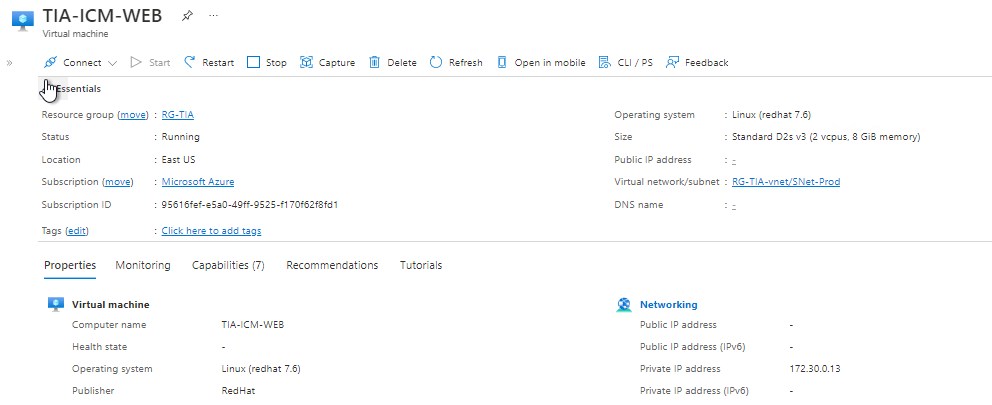 TIA-ICM-WEB
Virtual machine
Connect Start Restart Stop Capture Delete Refresh Open in mobile CLI / PS Feedback
Essentials
Resource group (move) : RG-TIA
Operating system : Linux (redhat 7.6)
Status : Running
Size : Standard D2s v3 (2 vcpus, 8 GiB memory)
Location : East US
Public IP address : -
Subscription (move) : Microsoft Azure
Virtual network/subnet : RG-TIA-vnet/SNet-Prod
Subscription ID : 95616fef-e5a0-49ff-9525-f170f62f8fd1
DNS name : -
Tags (edit) : Click here to add tags
Properties Monitoring Capabilities (7) Recommendations Tutorials
Virtual machine
Computer name TIA-ICM-WEB
Health state -
Operating system Linux (redhat 7.6)
Publisher RedHat
Networking
Public IP address -
Public IP address (IPv6) -
Private IP address 172.30.0.13
Private IP address (IPv6) -